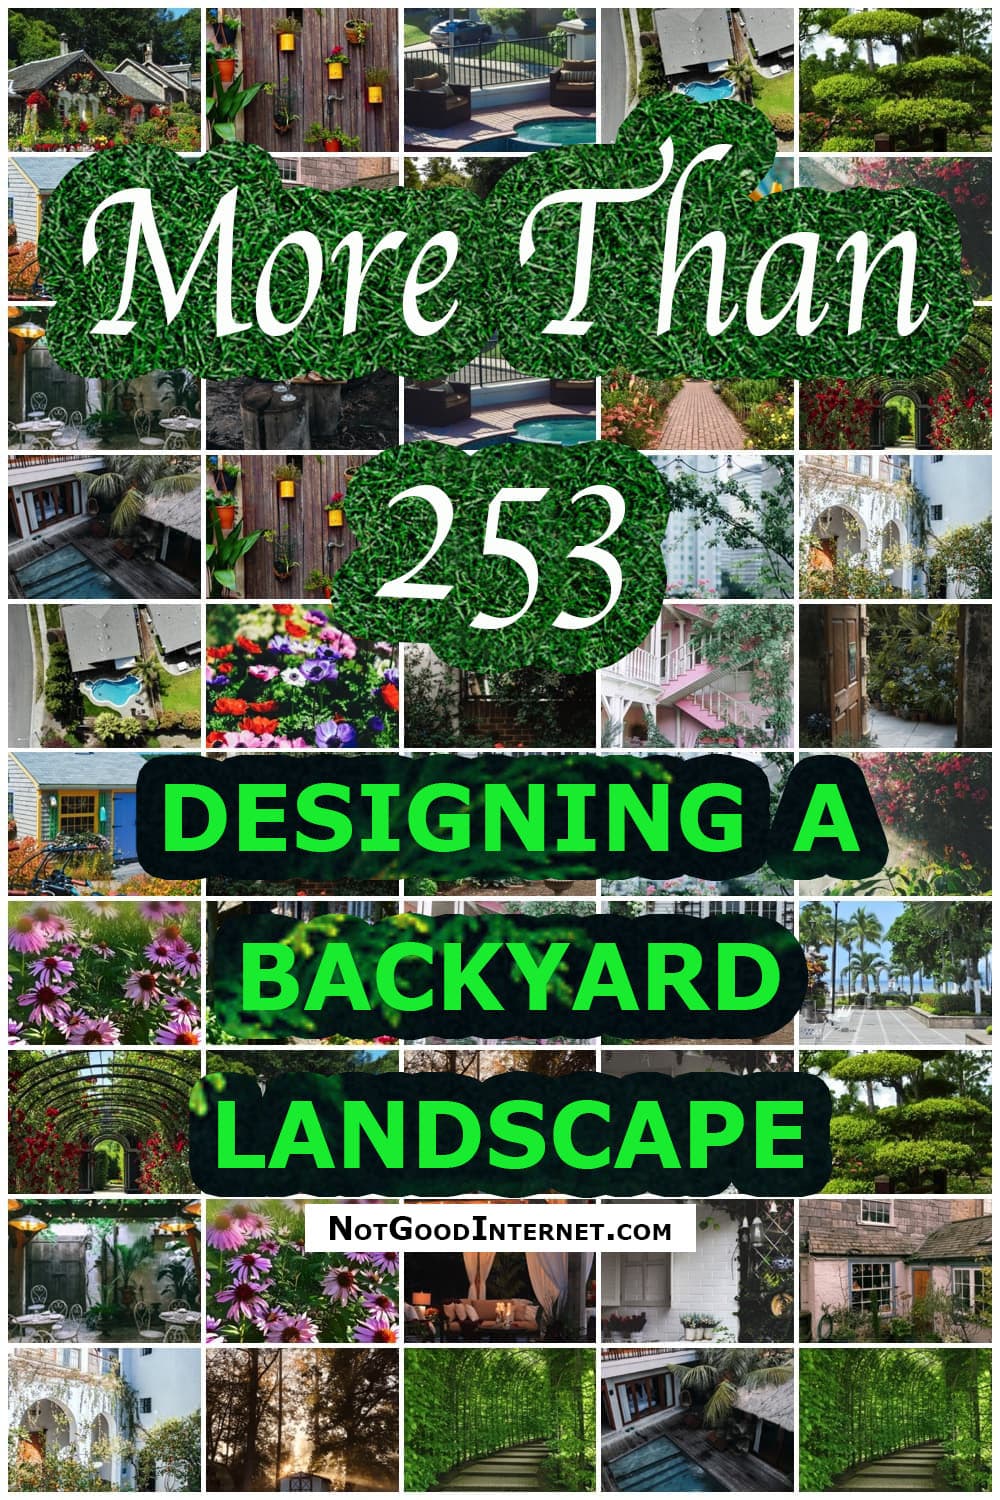 More Than
253
DESIGNING A
BACKYARD
LANDSCAPE
NotGoodInternet.com